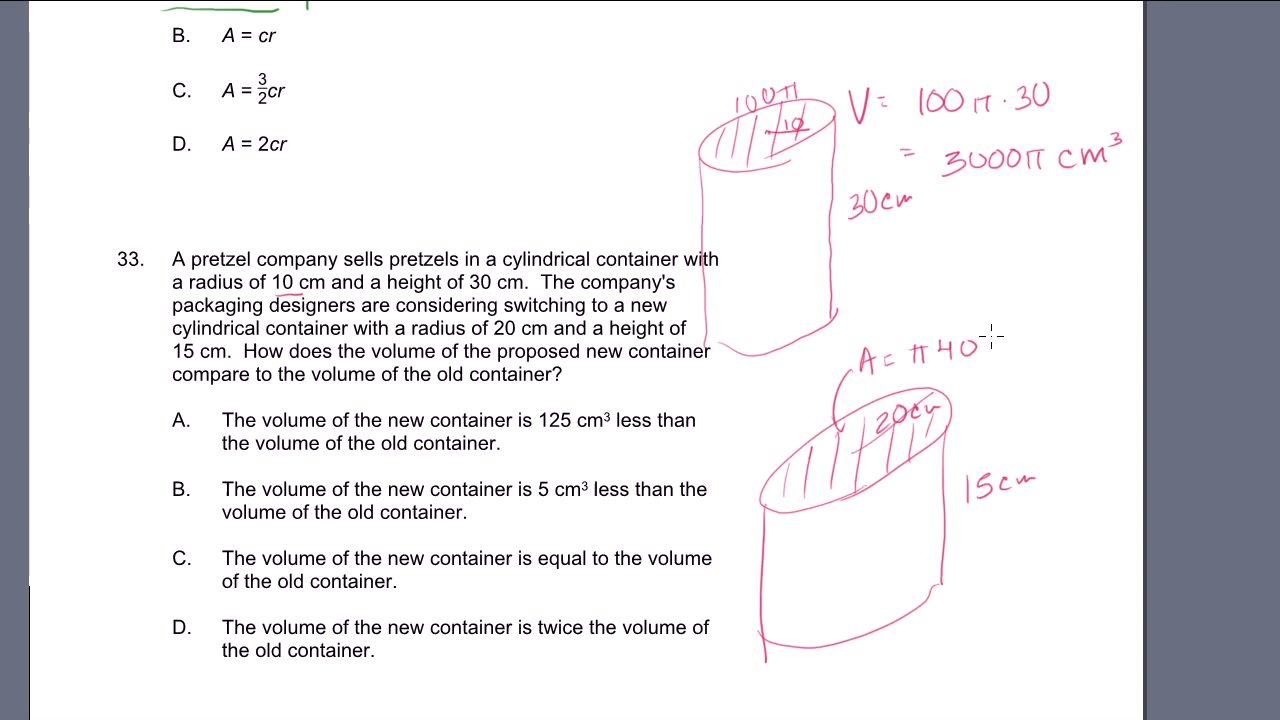 B. A = cr
C. A = 3/2cr
D. A = 2cr
100π
10
V = 100π · 30
= 3000π cm³
30cm
33. A pretzel company sells pretzels in a cylindrical container with
a radius of 10 cm and a height of 30 cm. The company's
packaging designers are considering switching to a new
cylindrical container with a radius of 20 cm and a height of
15 cm. How does the volume of the proposed new container
compare to the volume of the old container?
A = π 40
20cm
15cm
A. The volume of the new container is 125 cm³ less than
the volume of the old container.
B. The volume of the new container is 5 cm³ less than the
volume of the old container.
C. The volume of the new container is equal to the volume
of the old container.
D. The volume of the new container is twice the volume of
the old container.